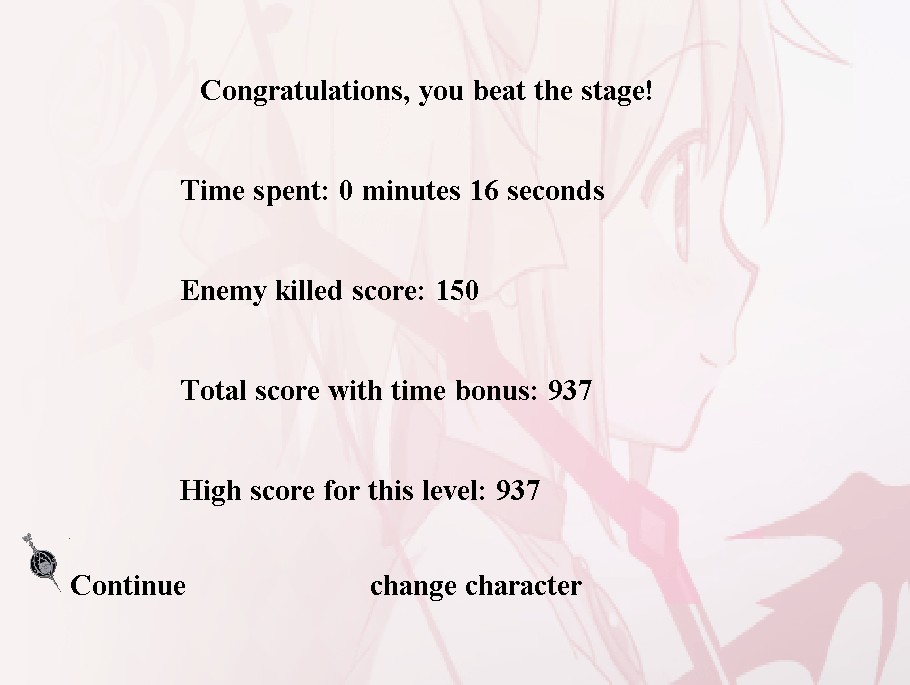 Congratulations, you beat the stage!
Time spent: 0 minutes 16 seconds
Enemy killed score: 150
Total score with time bonus: 937
High score for this level: 937
Continue change character